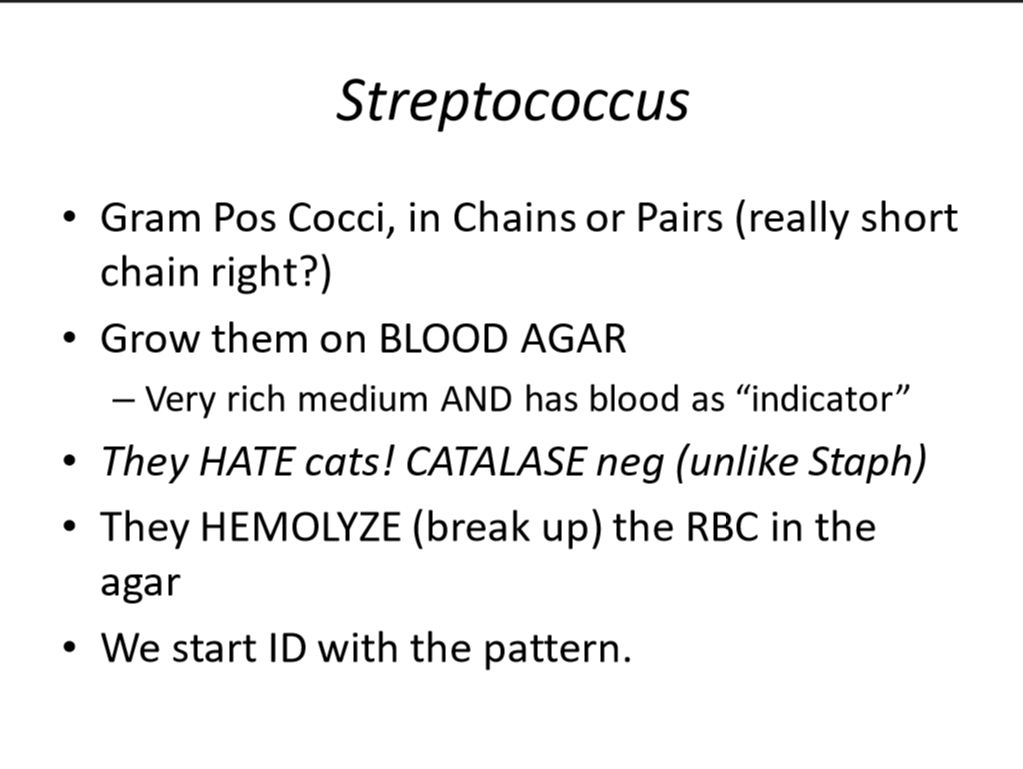 Streptococcus
• Gram Pos Cocci, in Chains or Pairs (really short
chain right?)
• Grow them on BLOOD AGAR
– Very rich medium AND has blood as “indicator”
• They HATE cats! CATALASE neg (unlike Staph)
• They HEMOLYZE (break up) the RBC in the
agar
• We start ID with the pattern.